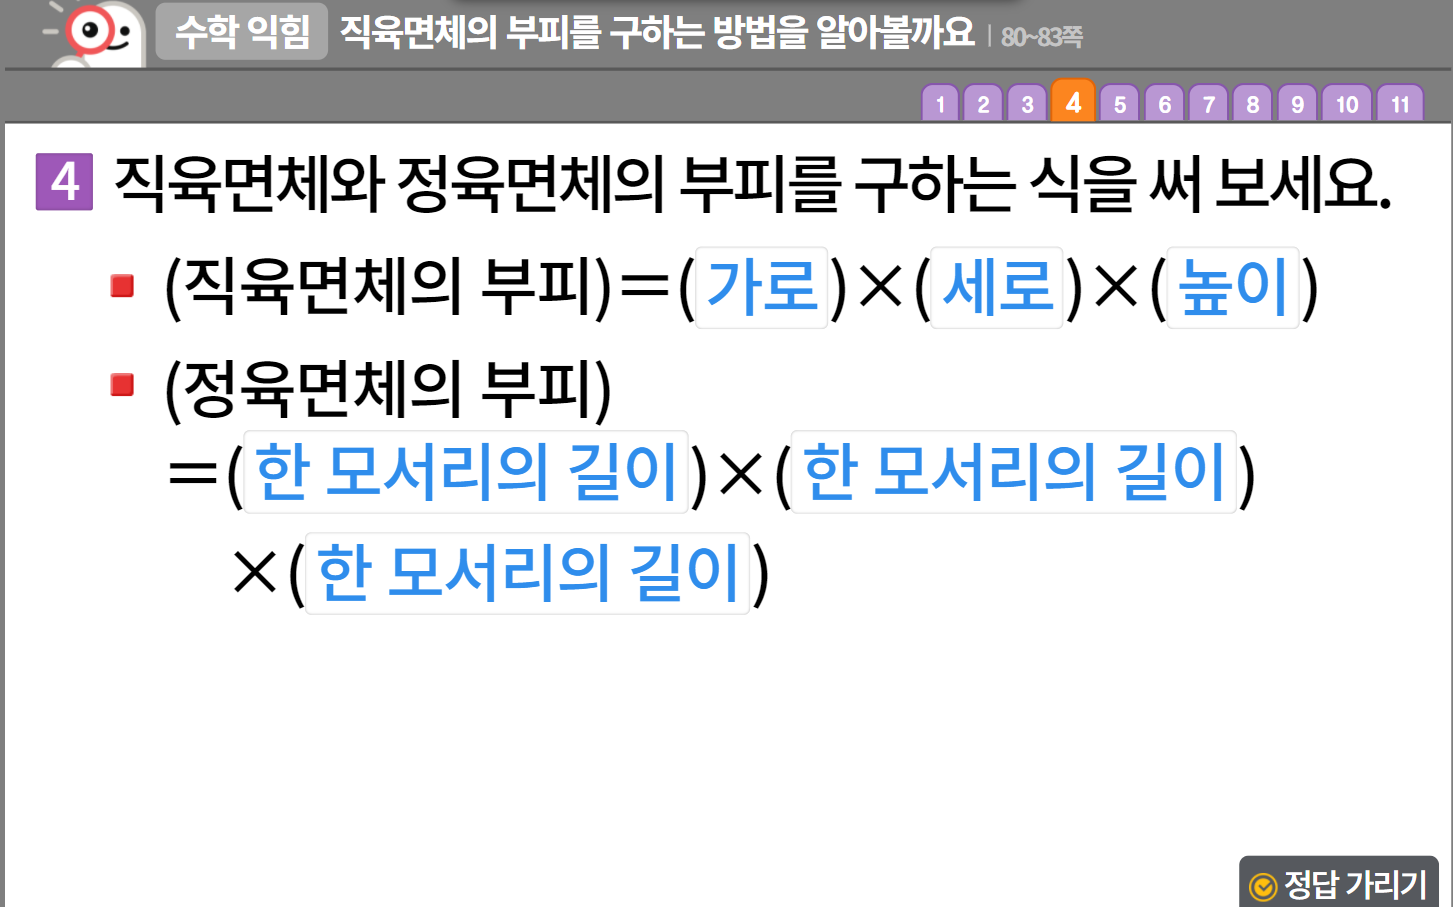 수학 익힘 직육면체의 부피를 구하는 방법을 알아볼까요 | 80~83쪽
1 2 3 4 5 6 7 8 9 10 11
4 직육면체와 정육면체의 부피를 구하는 식을 써 보세요.
(직육면체의 부피)=(가로)×(세로)×(높이)
(정육면체의 부피)
=(한 모서리의 길이)×(한 모서리의 길이)
×(한 모서리의 길이)
정답 가리기